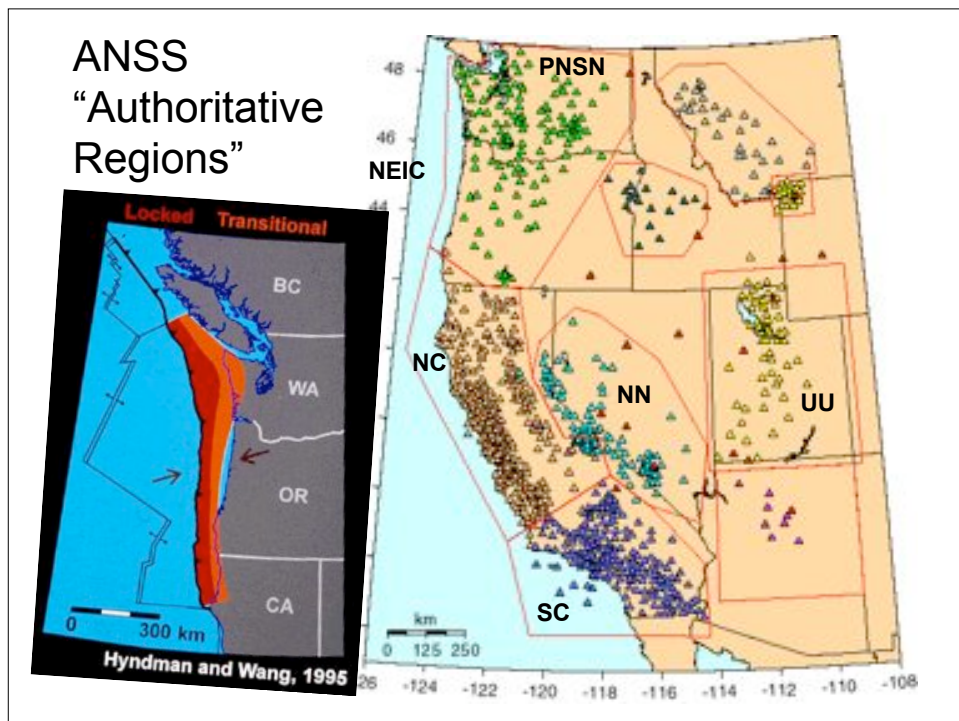 ANSS
“Authoritative
Regions”
PNSN
NEIC
NC
NN
UU
SC
48
46
44
km
0 125 250
26 -124 -122 -120 -118 -116 -114 -112 -110 -108
Locked Transitional
BC
WA
OR
CA
0 300 km
Hyndman and Wang, 1995